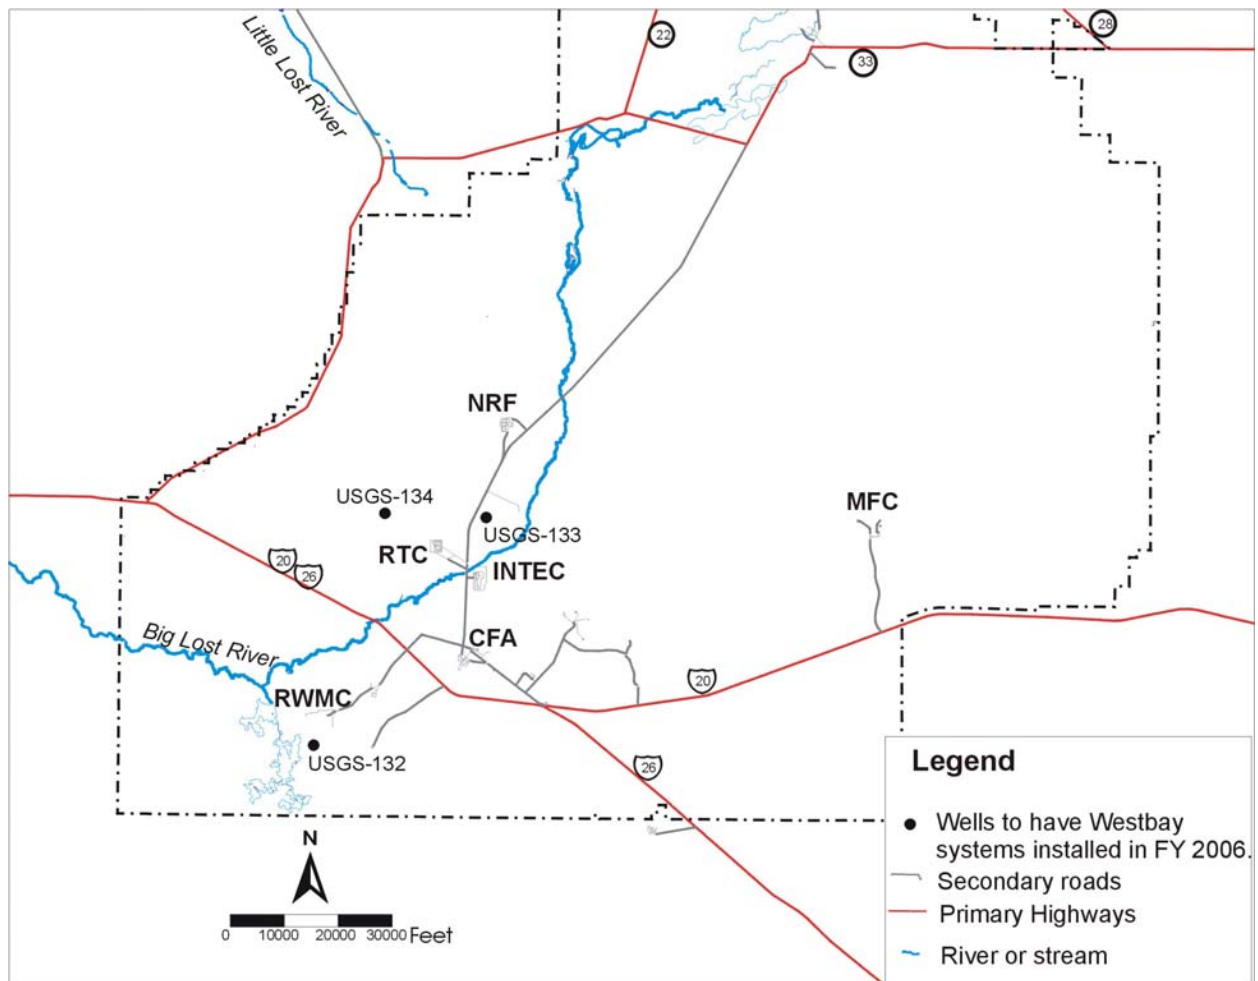 Little Lost River
22
33
28
NRF
USGS-134
USGS-133
MFC
RTC
INTEC
20
26
Big Lost River
CFA
RWMC
20
USGS-132
26
N
0 10000 20000 30000 Feet
Legend
Wells to have Westbay
systems installed in FY 2006.
Secondary roads
Primary Highways
River or stream